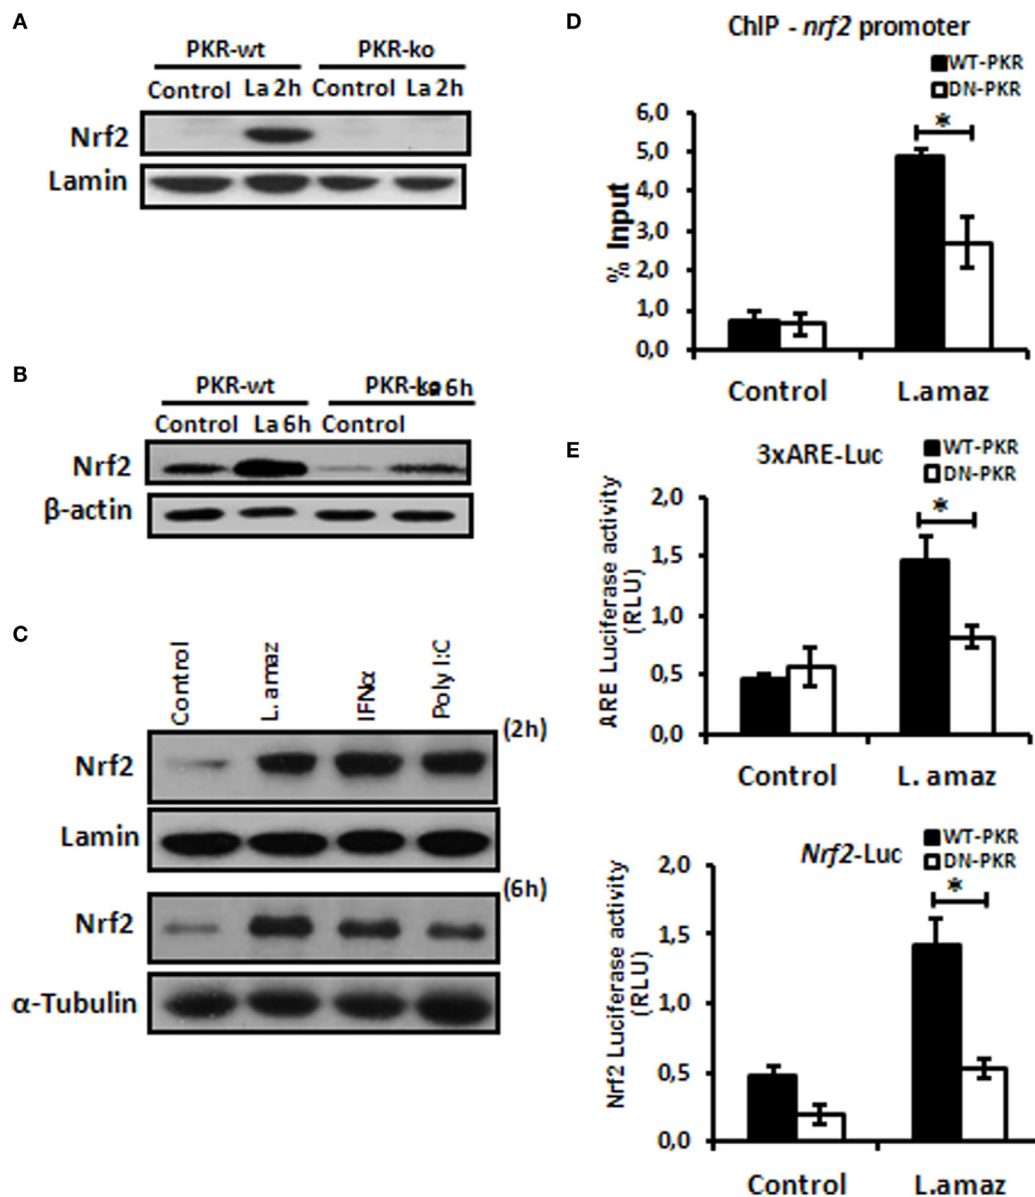 A
PKR-wt PKR-ko
Control La 2h Control La 2h
Nrf2
Lamin
B
PKR-wt PKR-ko
Control La 6h Control La 6h
Nrf2
β-actin
C
Control L. amaz IFNα Poly I:C
(2h)
Nrf2
Lamin
(6h)
Nrf2
α-Tubulin
D
ChIP - nrf2 promoter
WT-PKR
DN-PKR
*
% Input
6,0
5,0
4,0
3,0
2,0
1,0
0,0
Control L.amaz
E
3xARE-Luc
WT-PKR
DN-PKR
*
ARE Luciferase activity
(RLU)
2,0
1,5
1,0
0,5
0,0
Control L. amaz
Nrf2-Luc
WT-PKR
DN-PKR
*
Nrf2 Luciferase activity
(RLU)
2,0
1,5
1,0
0,5
0,0
Control L.amaz